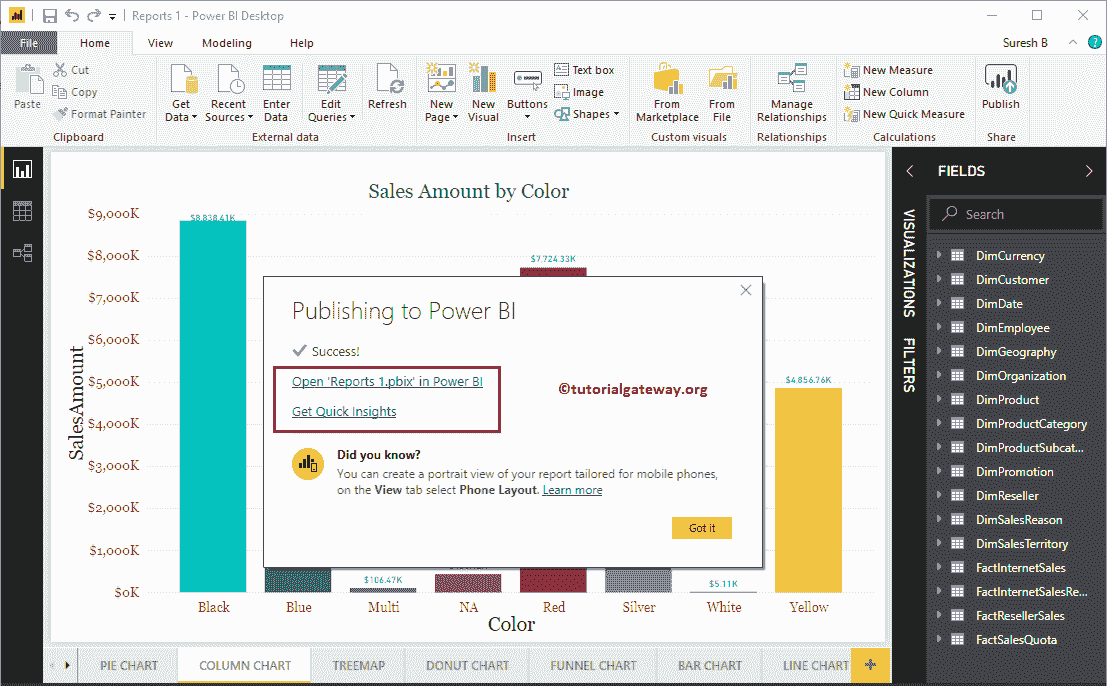 Reports 1 - Power BI Desktop
File Home View Modeling Help Suresh B ?
Paste
Cut
Copy
Format Painter
Clipboard
Get Data
Recent Sources
Enter Data
Edit Queries
External data
Refresh
New Page
New Visual
Buttons
Text box
Image
Shapes
Insert
From Marketplace
From File
Custom visuals
Manage Relationships
Relationships
New Measure
New Column
New Quick Measure
Calculations
Publish
Share
Sales Amount by Color
SalesAmount
$9,000K
$8,000K
$7,000K
$6,000K
$5,000K
$4,000K
$3,000K
$2,000K
$1,000K
$0K
$8,838.41K
$7,724.33K
$4,856.76K
$106.47K
$5.11K
Black Blue Multi NA Red Silver White Yellow
Color
Publishing to Power BI
Success!
Open 'Reports 1.pbix' in Power BI
Get Quick Insights
©tutorialgateway.org
Did you know?
You can create a portrait view of your report tailored for mobile phones,
on the View tab select Phone Layout. Learn more
Got it
VISUALIZATIONS
FILTERS
FIELDS
Search
DimCurrency
DimCustomer
DimDate
DimEmployee
DimGeography
DimOrganization
DimProduct
DimProductCategory
DimProductSubcat...
DimPromotion
DimReseller
DimSalesReason
DimSalesTerritory
FactInternetSales
FactInternetSalesRe...
FactResellerSales
FactSalesQuota
PIE CHART COLUMN CHART TREEMAP DONUT CHART FUNNEL CHART BAR CHART LINE CHART